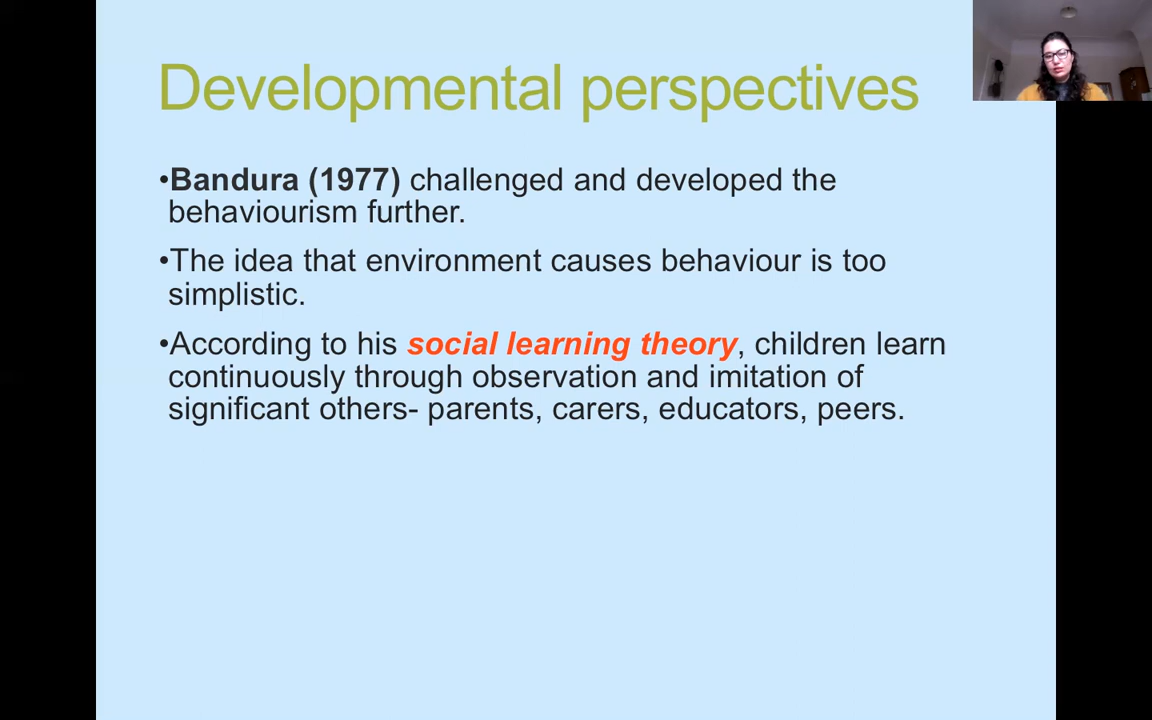 Developmental perspectives
•Bandura (1977) challenged and developed the
behaviourism further.
•The idea that environment causes behaviour is too
simplistic.
•According to his social learning theory, children learn
continuously through observation and imitation of
significant others- parents, carers, educators, peers.